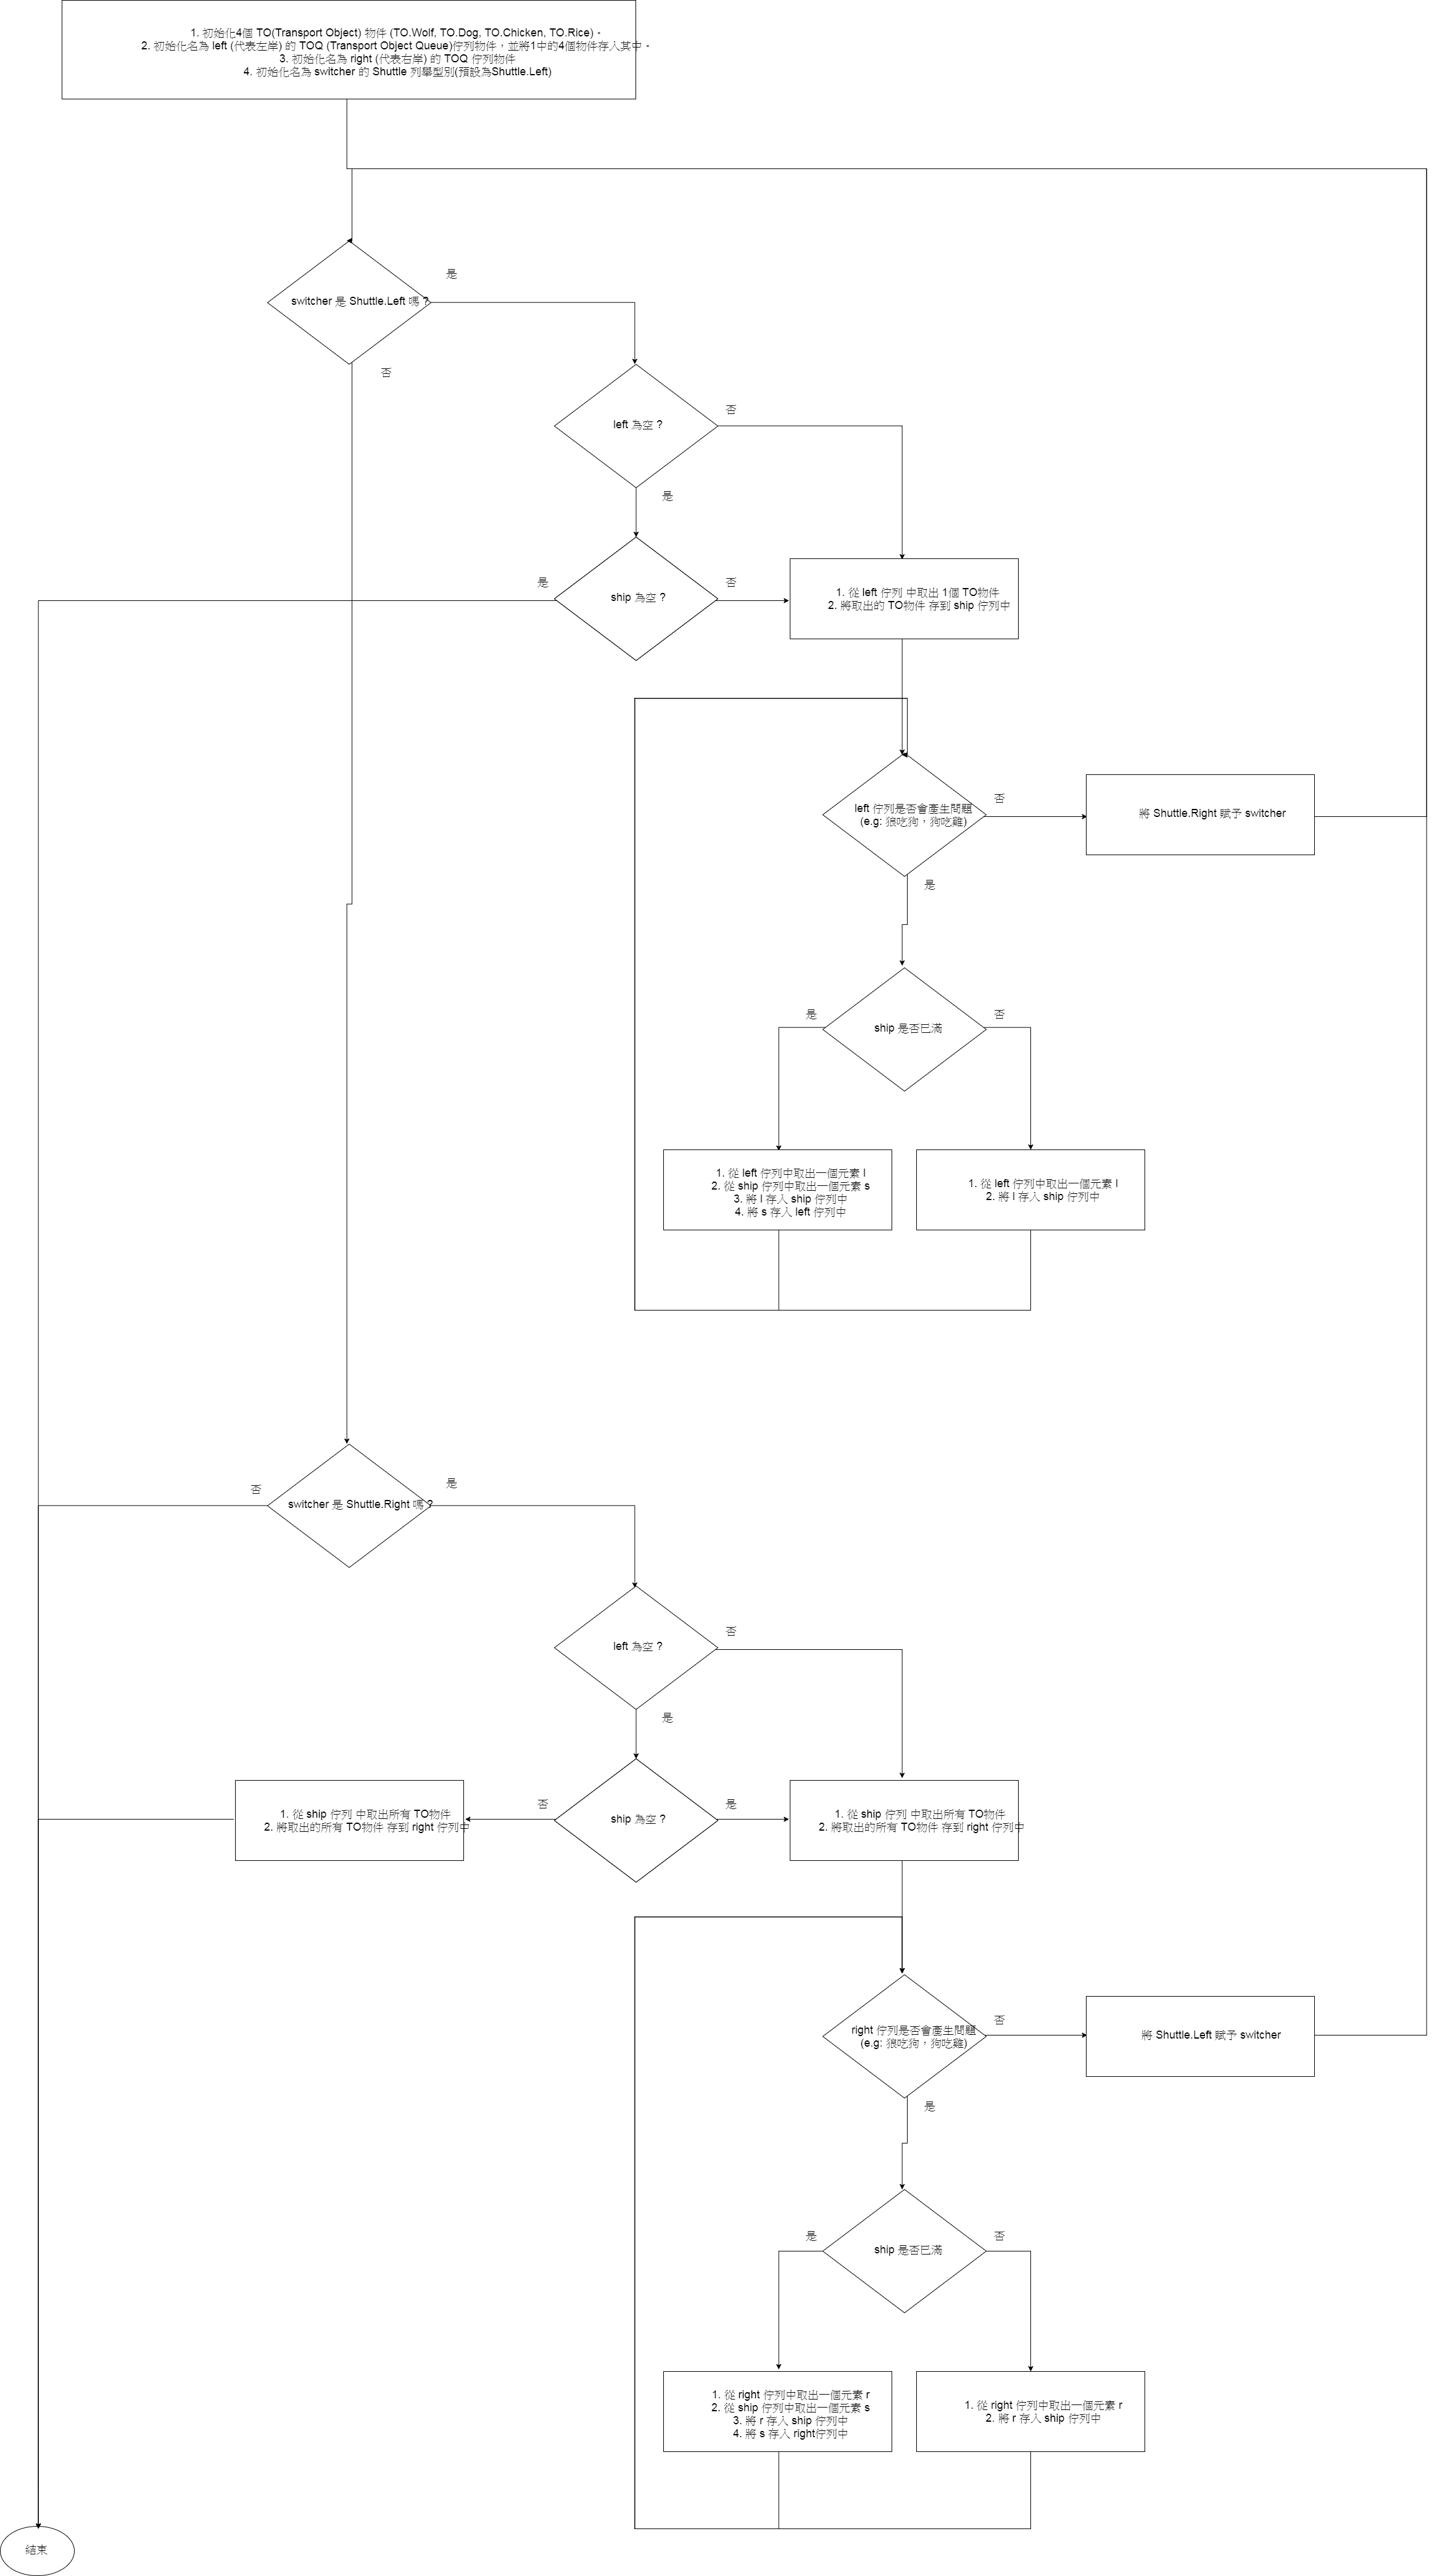 1. 初始化4個 TO(Transport Object) 物件 (TO.Wolf, TO.Dog, TO.Chicken, TO.Rice)。
2. 初始化名為 left (代表左岸) 的 TOQ (Transport Object Queue)佇列物件，並將1中的4個物件存入其中。
3. 初始化名為 right (代表右岸) 的 TOQ 佇列物件
4. 初始化名為 switcher 的 Shuttle 列舉型別(預設為Shuttle.Left)
是
switcher 是 Shuttle.Left 嗎？
否
否
left 為空？
是
是
ship 為空？
否
1. 從 left 佇列 中取出 1個 TO物件
2. 將取出的 TO物件 存到 ship 佇列中
left 佇列是否會產生問題
(e.g: 狼吃狗，狗吃雞)
否
將 Shuttle.Right 賦予 switcher
是
是
ship 是否已滿
否
1. 從 left 佇列中取出一個元素 l
2. 從 ship 佇列中取出一個元素 s
3. 將 l 存入 ship 佇列中
4. 將 s 存入 left 佇列中
1. 從 left 佇列中取出一個元素 l
2. 將 l 存入 ship 佇列中
否
switcher 是 Shuttle.Right 嗎？
是
否
left 為空？
是
否
ship 為空？
是
1. 從 ship 佇列 中取出所有 TO物件
2. 將取出的所有 TO物件 存到 right 佇列中
1. 從 ship 佇列 中取出所有 TO物件
2. 將取出的所有 TO物件 存到 right 佇列中
right 佇列是否會產生問題
(e.g: 狼吃狗，狗吃雞)
否
將 Shuttle.Left 賦予 switcher
是
是
ship 是否已滿
否
1. 從 right 佇列中取出一個元素 r
2. 從 ship 佇列中取出一個元素 s
3. 將 r 存入 ship 佇列中
4. 將 s 存入 right佇列中
1. 從 right 佇列中取出一個元素 r
2. 將 r 存入 ship 佇列中
結束